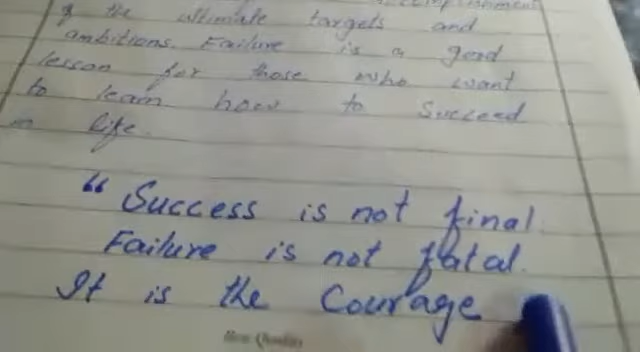 of the ultimate targets and
ambitions. Failure is a good
lesson for those who want
to learn how to Succeed
in life.
“Success is not final.
Failure is not fatal.
It is the Courage